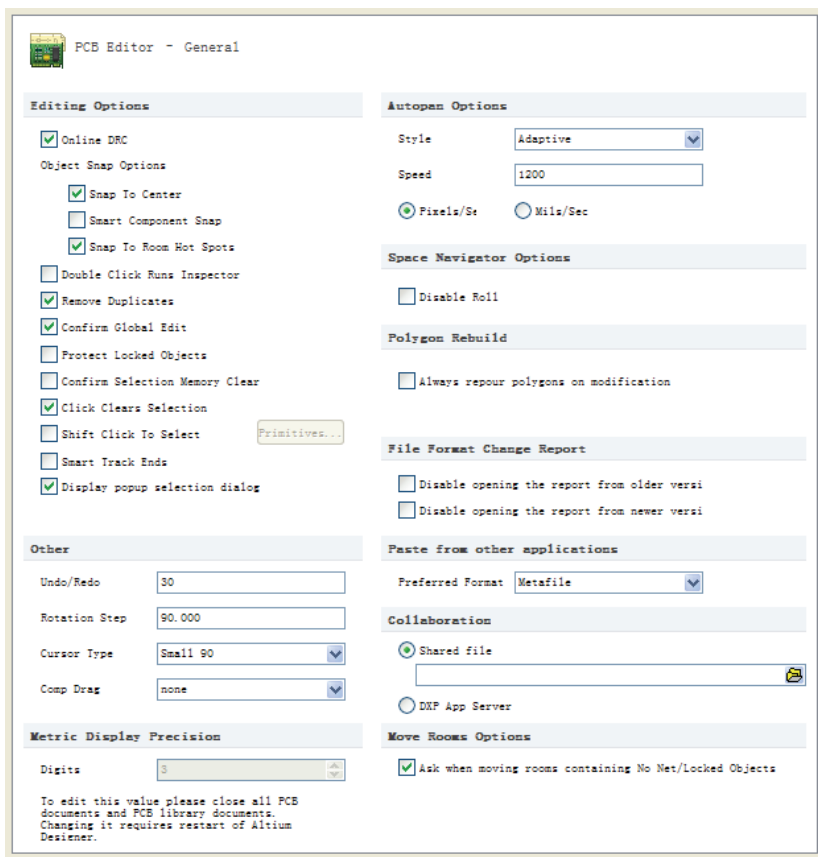 PCB Editor - General
Editing Options
Online DRC
Object Snap Options
Snap To Center
Smart Component Snap
Snap To Room Hot Spots
Double Click Runs Inspector
Remove Duplicates
Confirm Global Edit
Protect Locked Objects
Confirm Selection Memory Clear
Click Clears Selection
Shift Click To Select Primitives...
Smart Track Ends
Display popup selection dialog
Other
Undo/Redo 30
Rotation Step 90.000
Cursor Type Small 90
Comp Drag none
Metric Display Precision
Digits 3
To edit this value please close all PCB
documents and PCB library documents.
Changing it requires restart of Altium
Designer.
Autopan Options
Style Adaptive
Speed 1200
Pixels/Se Mils/Sec
Space Navigator Options
Disable Roll
Polygon Rebuild
Always repour polygons on modification
File Format Change Report
Disable opening the report from older versi
Disable opening the report from newer versi
Paste from other applications
Preferred Format Metafile
Collaboration
Shared file
DXP App Server
Move Rooms Options
Ask when moving rooms containing No Net/Locked Objects